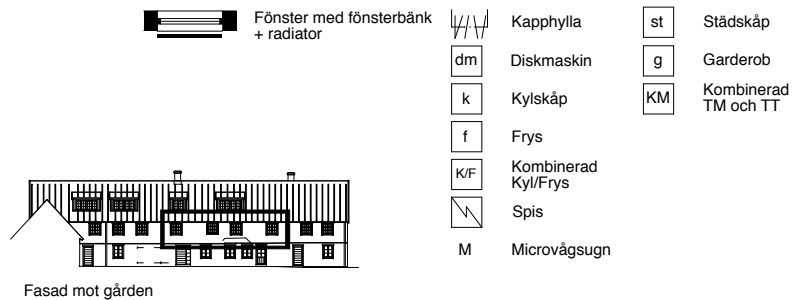 Fönster med fönsterbänk
+ radiator
Kapphylla
dm Diskmaskin
k Kylskåp
f Frys
K/F Kombinerad
Kyl/Frys
Spis
M Microvågsugn
st Städskåp
g Garderob
KM Kombinerad
TM och TT
Fasad mot gården